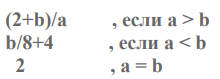 (2+b)/a , если a > b
b/8+4 , если a < b
2 , a = b